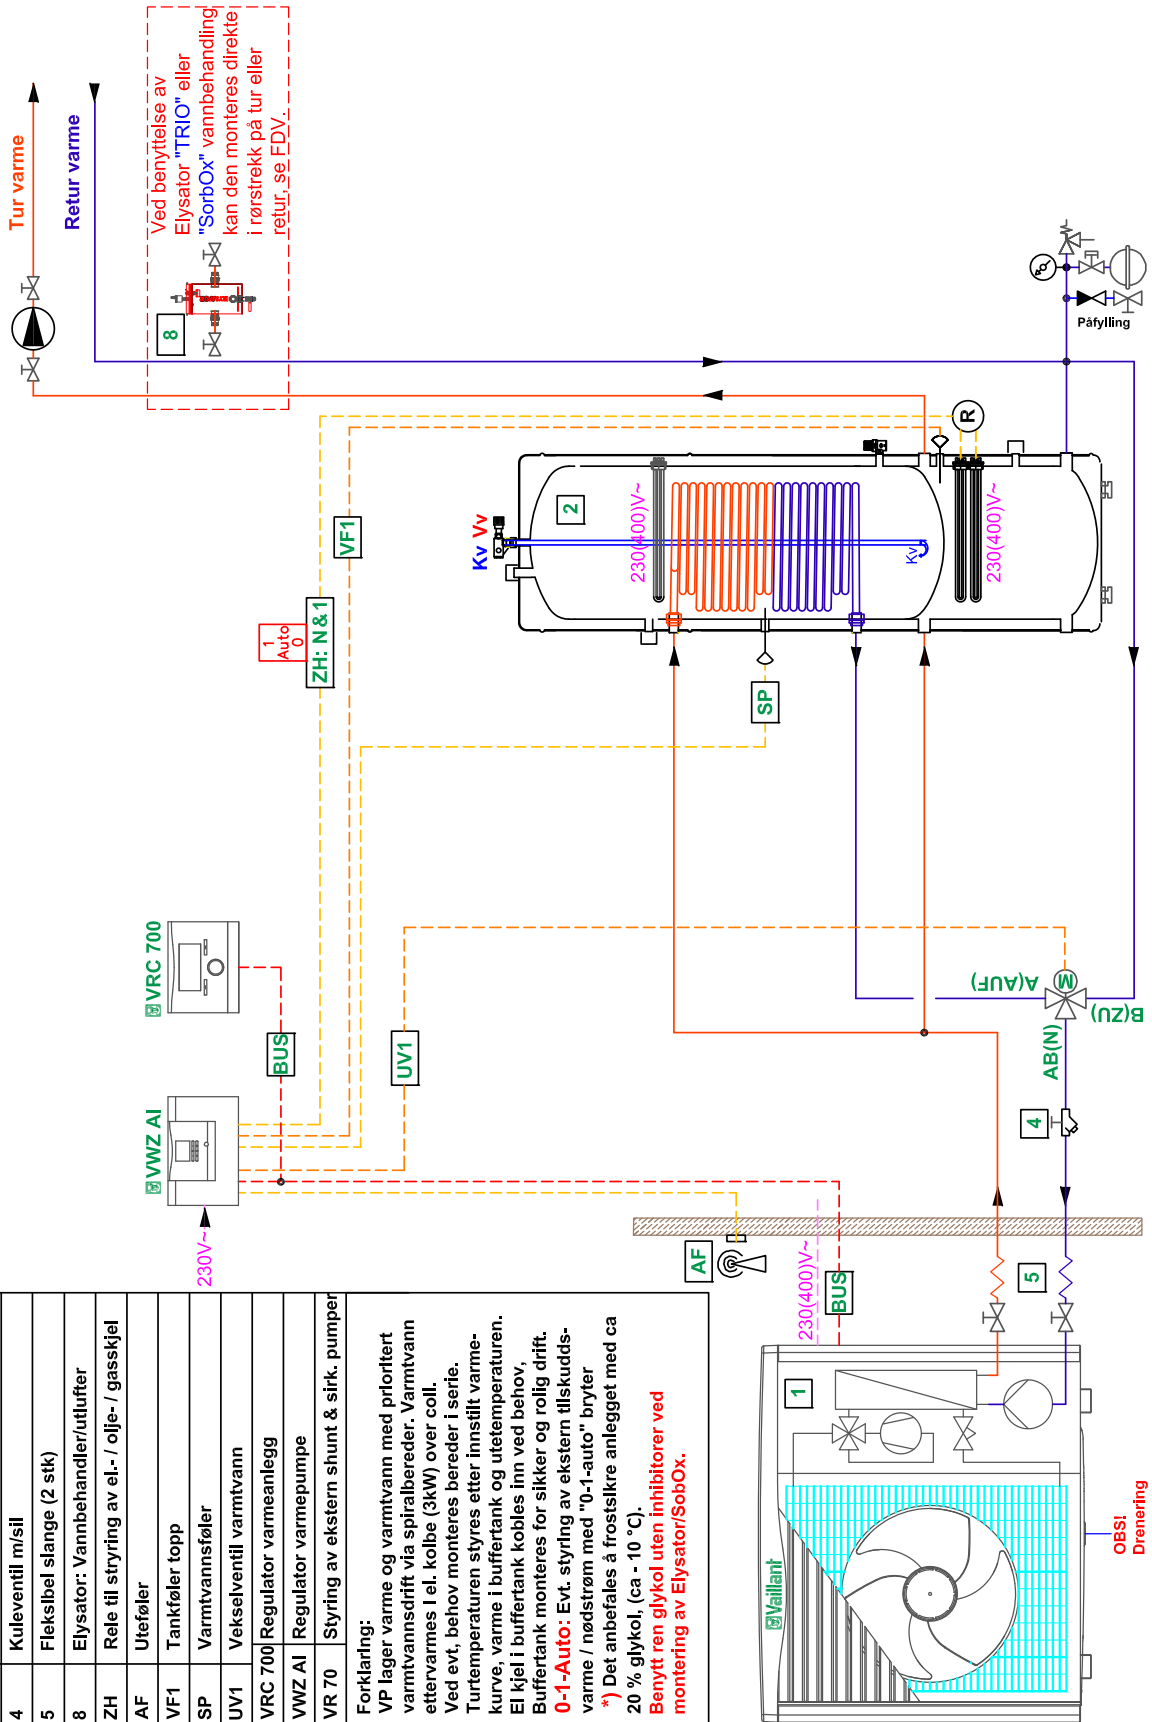 4 Kuleventil m/sil
5 Fleksibel slange (2 stk)
8 Elysator: Vannbehandler/utlufter
ZH Rele til stryring av el.- / olje- / gasskjel
AF Uteføler
VF1 Tankføler topp
SP Varmtvannsføler
UV1 Vekselventil varmtvann
VRC 700 Regulator varmeanlegg
VWZ AI Regulator varmepumpe
VR 70 Styring av ekstern shunt & sirk. pumper
Forklaring:
VP lager varme og varmtvann med prioritert
varmtvannsdrift via spiralbereder. Varmtvann
ettervarmes i el. kolbe (3kW) over coll.
Ved evt, behov monteres bereder i serie.
Turtemperaturen styres etter innstilt varme-
kurve, varme i buffertank og utetemperaturen.
El kjel i buffertank kobles inn ved behov,
Buffertank monteres for sikker og rolig drift.
0-1-Auto: Evt. styring av ekstern tilskudds-
varme / nødstrøm med "0-1-auto" bryter
*) Det anbefales å frostsikre anlegget med ca
20 % glykol, (ca - 10 °C).
Benytt ren glykol uten inhibitorer ved
montering av Elysator/SobOx.
230V~
VWZ AI
VRC 700
BUS
UV1
1
Auto
0
ZH: N&1
VF1
SP
Tur varme
Retur varme
Ved benyttelse av
Elysator "TRIO" eller
"SorbOx" vannbehandling
kan den monteres direkte
i rørstrekk på tur eller
retur, se FDV.
8
Kv Vv
2
230(400)V~
Kv
230(400)V~
R
Påfylling
A(AUF)
M
B(ZU)
AB(N)
4
5
AF
230(400)V~
BUS
1
Vaillant
OBS!
Drenering